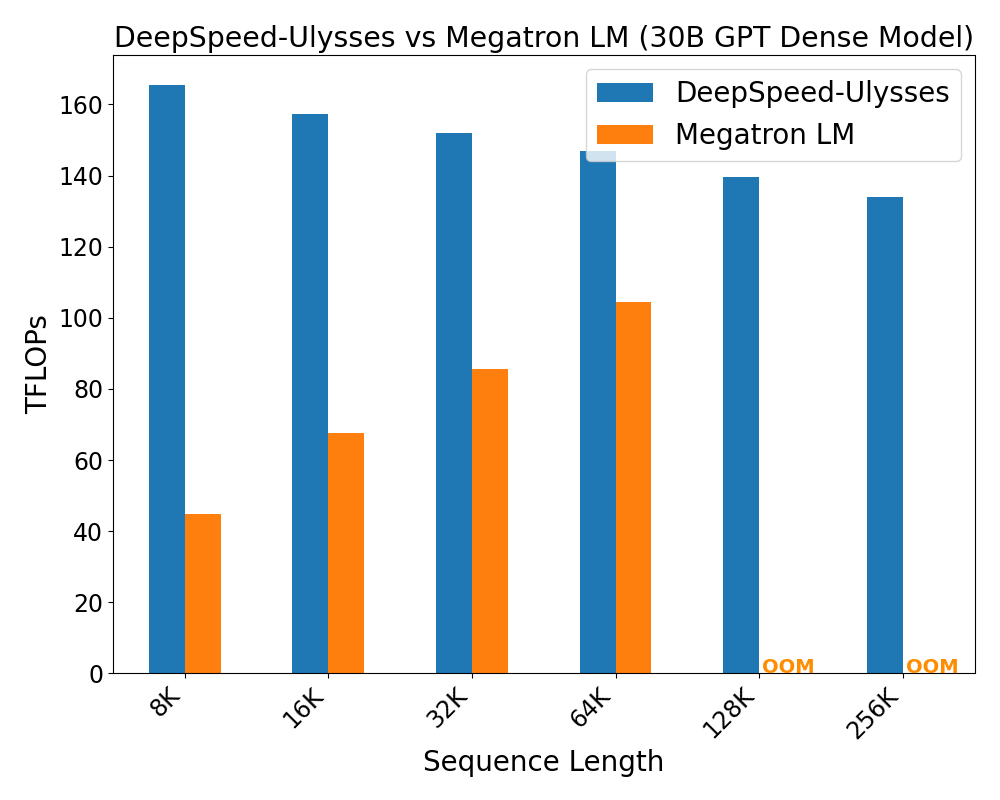 DeepSpeed-Ulysses vs Megatron LM (30B GPT Dense Model)
DeepSpeed-Ulysses
Megatron LM
TFLOPs
160
140
120
100
80
60
40
20
0
OOM
OOM
8K
16K
32K
64K
128K
256K
Sequence Length